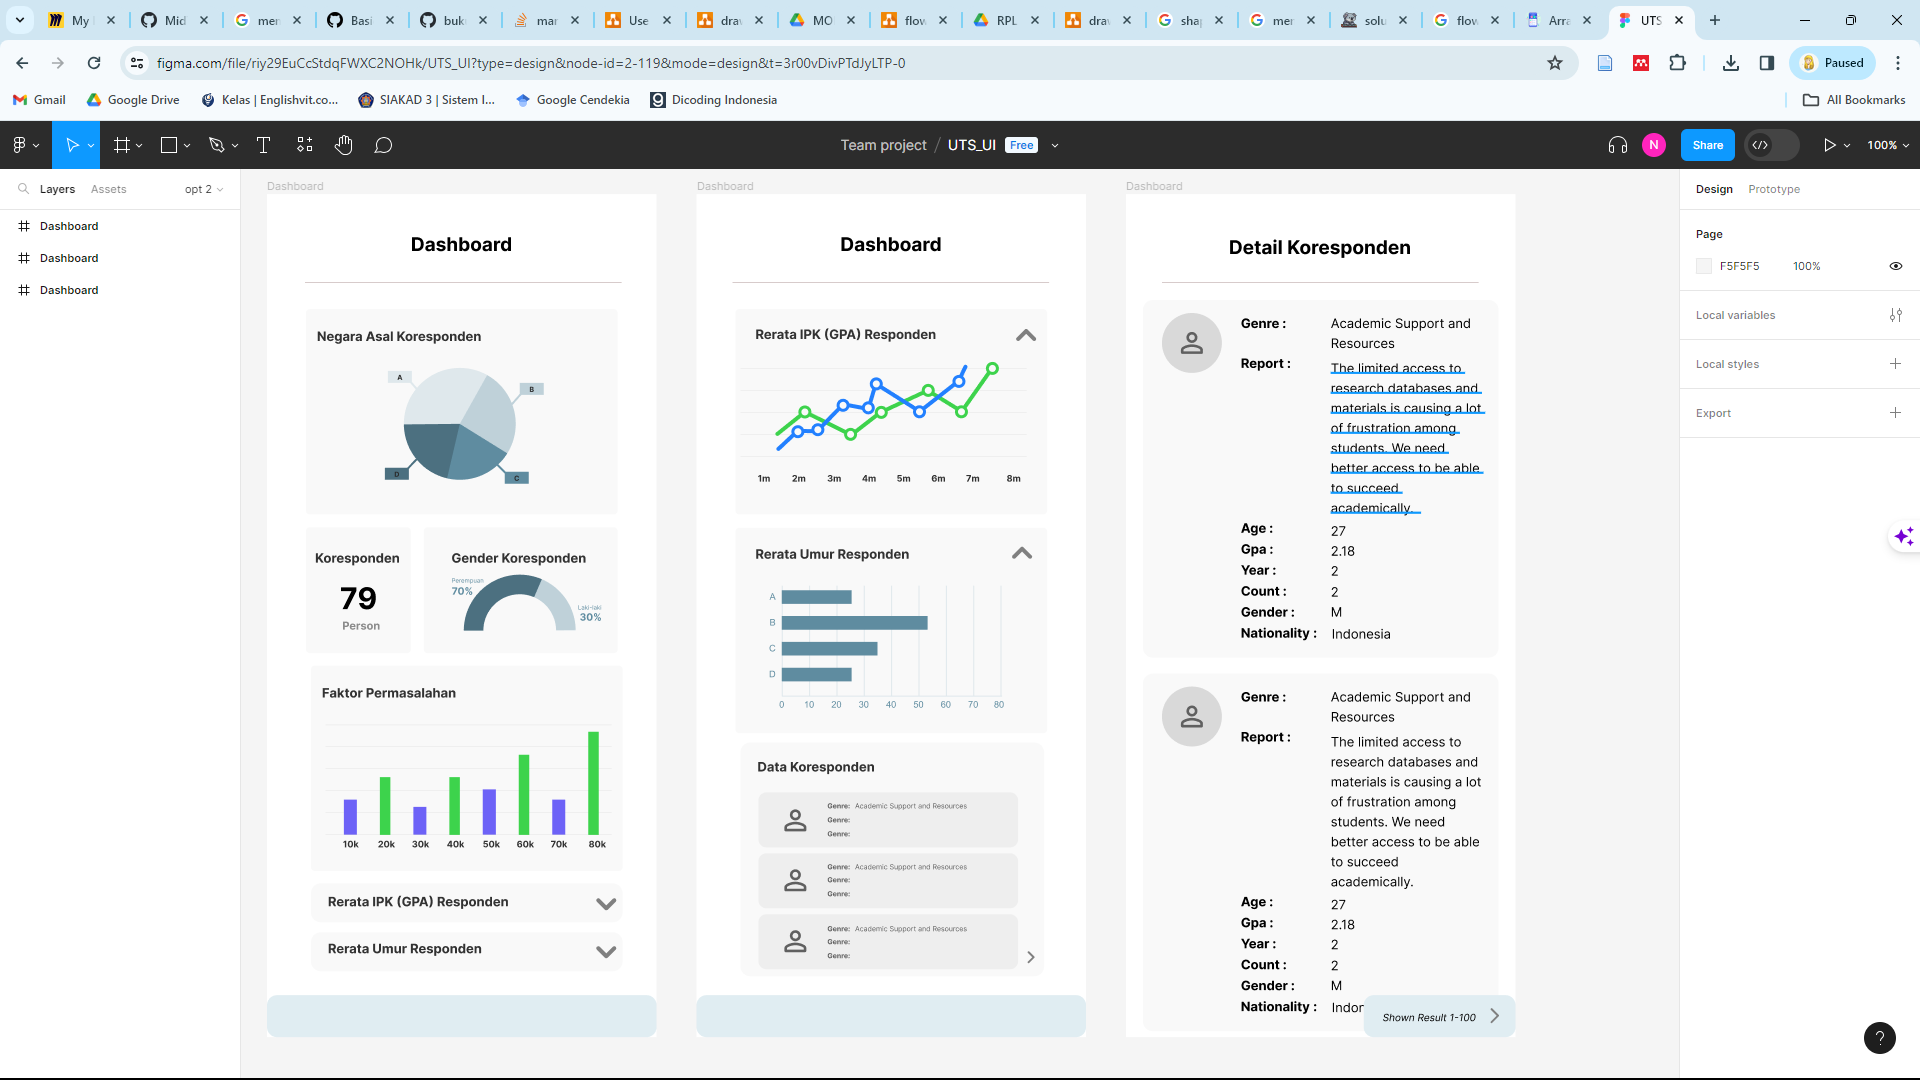 My
Mid
mer
Basi
buk
mar
Use
drav
MO
flow
RPL
drav
shap
mer
solu
flow
Arra
UTS
figma.com/file/riy29EuCcStdqFWXC2NOHk/UTS_UI?type=design&node-id=2-119&mode=design&t=3r00vDivPTdJyLTP-0
Paused
Gmail
Google Drive
Kelas | Englishvit.co...
SIAKAD 3 | Sistem I...
Google Cendekia
Dicoding Indonesia
All Bookmarks
Team project / UTS_UI Free
N
Share
100%
Layers
Assets
opt 2
Dashboard
Dashboard
Dashboard
Dashboard
Dashboard
Negara Asal Koresponden
A
B
D
C
Koresponden
79
Person
Gender Koresponden
Perempuan
70%
Laki-laki
30%
Faktor Permasalahan
10k 20k 30k 40k 50k 60k 70k 80k
Rerata IPK (GPA) Responden
Rerata Umur Responden
Dashboard
Dashboard
Rerata IPK (GPA) Responden
1m 2m 3m 4m 5m 6m 7m 8m
Rerata Umur Responden
A
B
C
D
0 10 20 30 40 50 60 70 80
Data Koresponden
Genre: Academic Support and Resources
Genre:
Genre:
Genre: Academic Support and Resources
Genre:
Genre:
Genre: Academic Support and Resources
Genre:
Genre:
Dashboard
Detail Koresponden
Genre : Academic Support and
Resources
Report : The limited access to
research databases and
materials is causing a lot
of frustration among
students. We need
better access to be able
to succeed
academically.
Age : 27
Gpa : 2.18
Year : 2
Count : 2
Gender : M
Nationality : Indonesia
Genre : Academic Support and
Resources
Report : The limited access to
research databases and
materials is causing a lot
of frustration among
students. We need
better access to be able
to succeed
academically.
Age : 27
Gpa : 2.18
Year : 2
Count : 2
Gender : M
Nationality : Indor
Shown Result 1-100
Design
Prototype
Page
F5F5F5 100%
Local variables
Local styles
Export
?